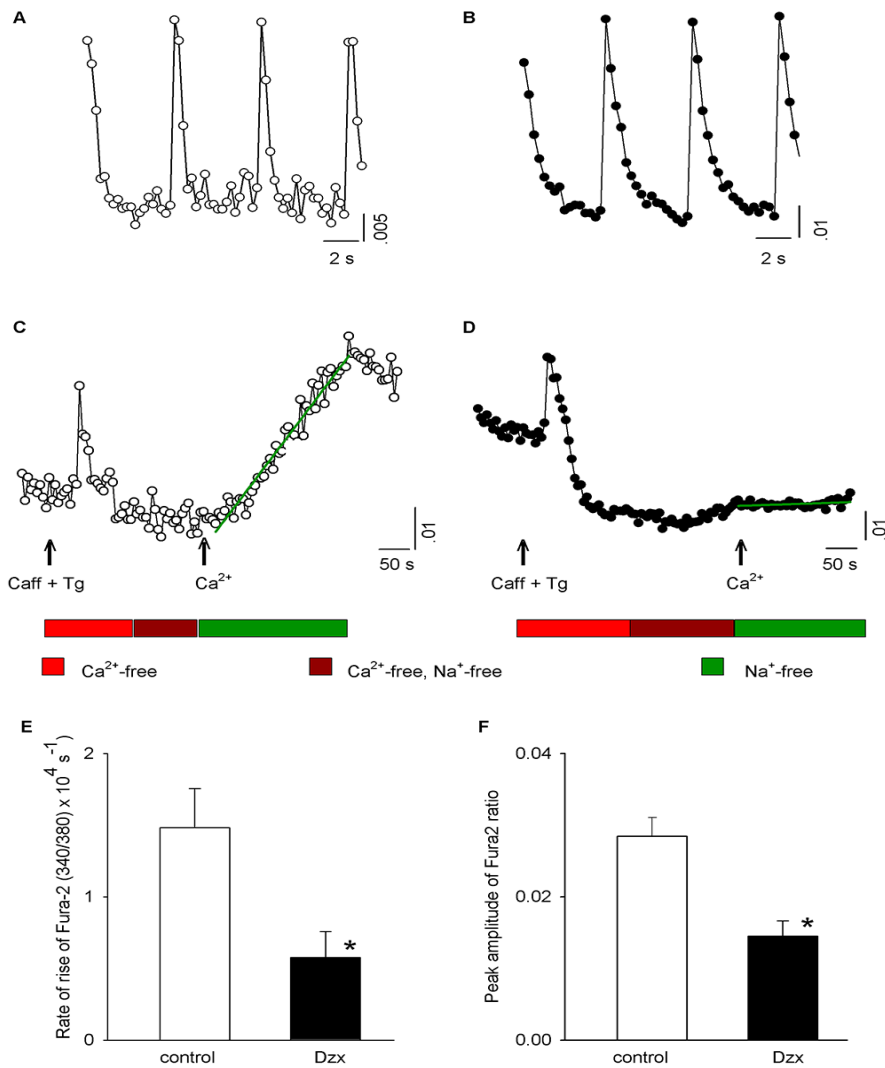 A
B
.005
2 s
.01
2 s
C
D
.01
50 s
.01
50 s
Caff + Tg
Ca²⁺
Caff + Tg
Ca²⁺
Ca²⁺-free
Ca²⁺-free, Na⁺-free
Na⁺-free
E
Rate of rise of Fura-2 (340/380) x 10⁴ s⁻¹
2
1
0
*
control
Dzx
F
Peak amplitude of Fura2 ratio
0.04
0.02
0.00
*
control
Dzx